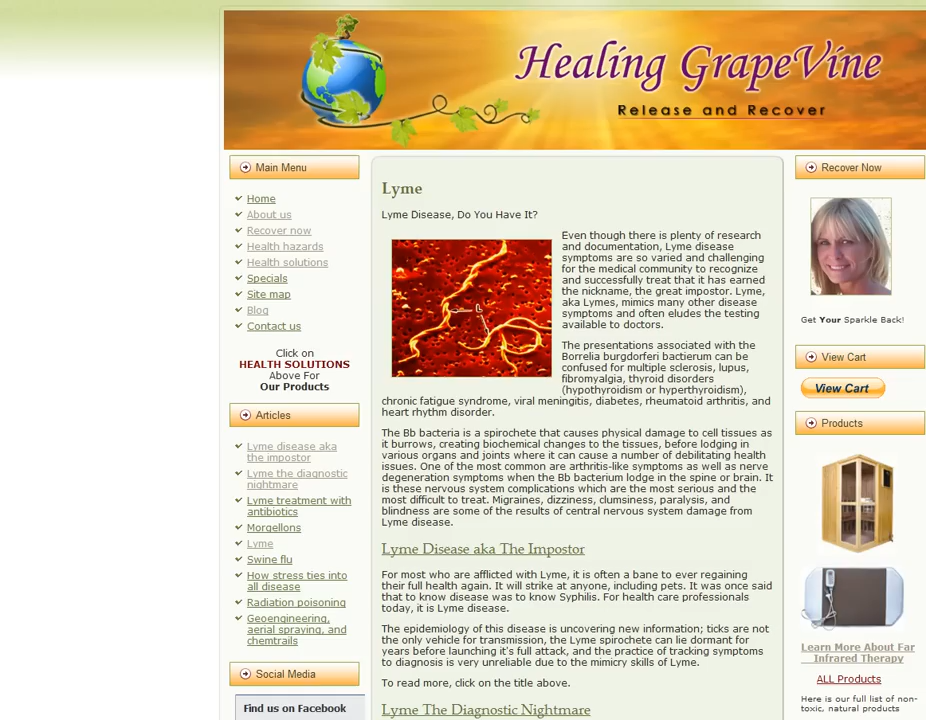 Healing GrapeVine
Release and Recover
Main Menu
Home
About us
Recover now
Health hazards
Health solutions
Specials
Site map
Blog
Contact us
Click on
HEALTH SOLUTIONS
Above For
Our Products
Articles
Lyme disease aka
the impostor
Lyme the diagnostic
nightmare
Lyme treatment with
antibiotics
Morgellons
Lyme
Swine flu
How stress ties into
all disease
Radiation poisoning
Geoengineering,
aerial spraying, and
chemtrails
Social Media
Find us on Facebook
Lyme
Lyme Disease, Do You Have It?
Even though there is plenty of research
and documentation, Lyme disease
symptoms are so varied and challenging
for the medical community to recognize
and successfully treat that it has earned
the nickname, the great impostor. Lyme,
aka Lymes, mimics many other disease
symptoms and often eludes the testing
available to doctors.
The presentations associated with the
Borrelia burgdorferi bactierum can be
confused for multiple sclerosis, lupus,
fibromyalgia, thyroid disorders
(hypothyroidism or hyperthyroidism),
chronic fatigue syndrome, viral meningitis, diabetes, rheumatoid arthritis, and
heart rhythm disorder.
The Bb bacteria is a spirochete that causes physical damage to cell tissues as
it burrows, creating biochemical changes to the tissues, before lodging in
various organs and joints where it can cause a number of debilitating health
issues. One of the most common are arthritis-like symptoms as well as nerve
degeneration symptoms when the Bb bacterium lodge in the spine or brain. It
is these nervous system complications which are the most serious and the
most difficult to treat. Migraines, dizziness, clumsiness, paralysis, and
blindness are some of the results of central nervous system damage from
Lyme disease.
Lyme Disease aka The Impostor
For most who are afflicted with Lyme, it is often a bane to ever regaining
their full health again. It will strike at anyone, including pets. It was once said
that to know disease was to know Syphilis. For health care professionals
today, it is Lyme disease.
The epidemiology of this disease is uncovering new information; ticks are not
the only vehicle for transmission, the Lyme spirochete can lie dormant for
years before launching it's full attack, and the practice of tracking symptoms
to diagnosis is very unreliable due to the mimicry skills of Lyme.
To read more, click on the title above.
Lyme The Diagnostic Nightmare
Recover Now
Get Your Sparkle Back!
View Cart
View Cart
Products
Learn More About Far
Infrared Therapy
ALL Products
Here is our full list of non-
toxic, natural products